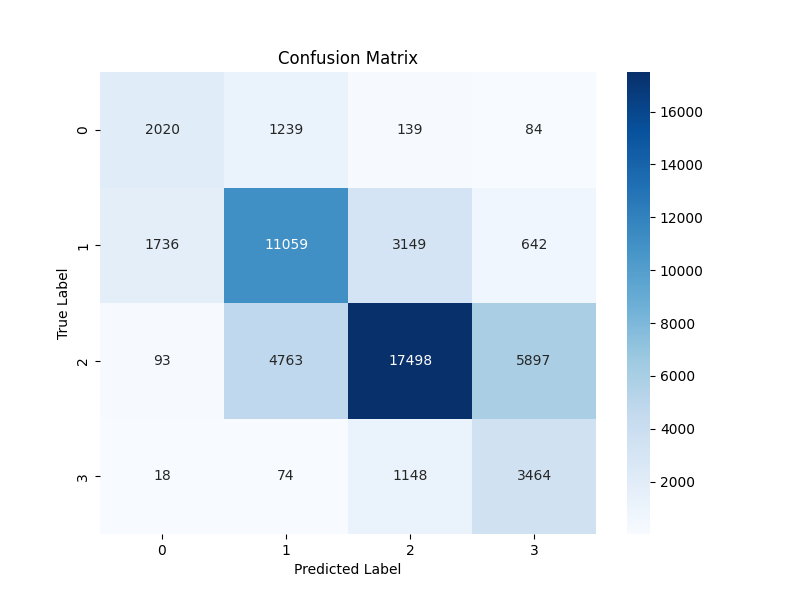 Confusion Matrix
True Label
0 2020 1239 139 84
1 1736 11059 3149 642
2 93 4763 17498 5897
3 18 74 1148 3464
0 1 2 3
Predicted Label
16000
14000
12000
10000
8000
6000
4000
2000